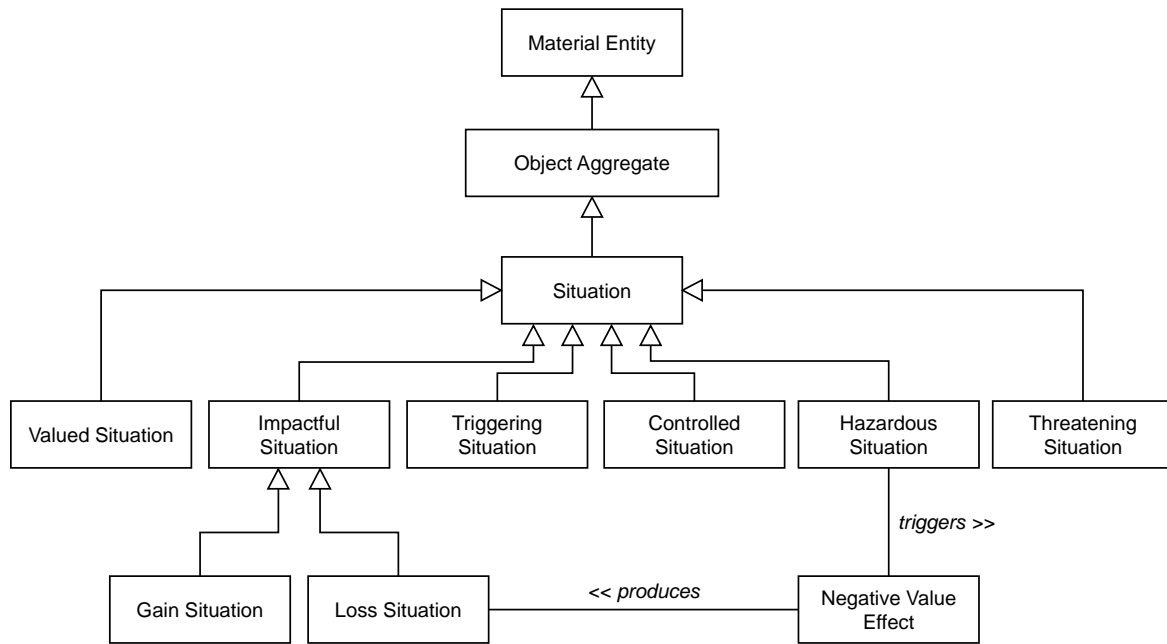 Material Entity
Object Aggregate
Situation
Valued Situation
Impactful
Situation
Triggering
Situation
Controlled
Situation
Hazardous
Situation
Threatening
Situation
triggers >>
Gain Situation
Loss Situation
<< produces
Negative Value
Effect